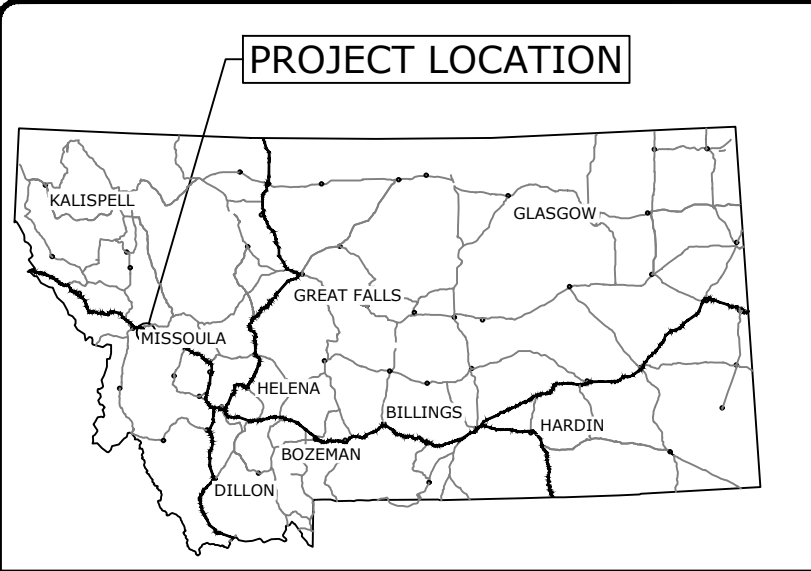 PROJECT LOCATION
KALISPELL
GLASGOW
GREAT FALLS
MISSOULA
HELENA
BILLINGS
HARDIN
BOZEMAN
DILLON